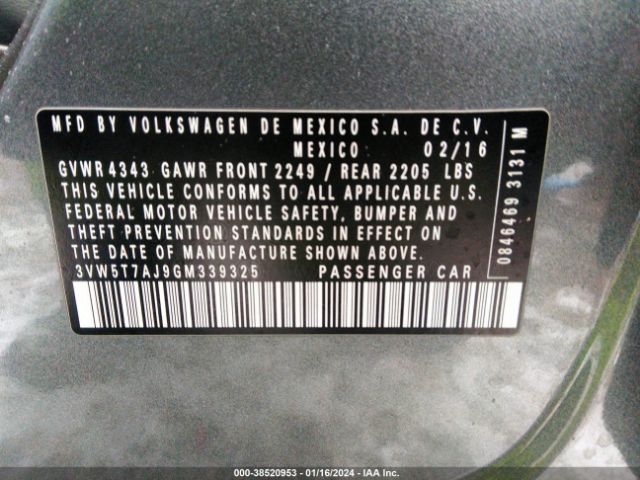 MFD BY VOLKSWAGEN DE MEXICO S.A. DE C.V.
MEXICO 02/16
GVWR 4343 GAWR FRONT 2249 / REAR 2205 LBS
THIS VEHICLE CONFORMS TO ALL APPLICABLE U.S.
FEDERAL MOTOR VEHICLE SAFETY, BUMPER AND
THEFT PREVENTION STANDARDS IN EFFECT ON
THE DATE OF MANUFACTURE SHOWN ABOVE.
3VW5T7AJ9GM339325 PASSENGER CAR
0846469 3131 M
000-38520953 - 01/16/2024 - IAA Inc.